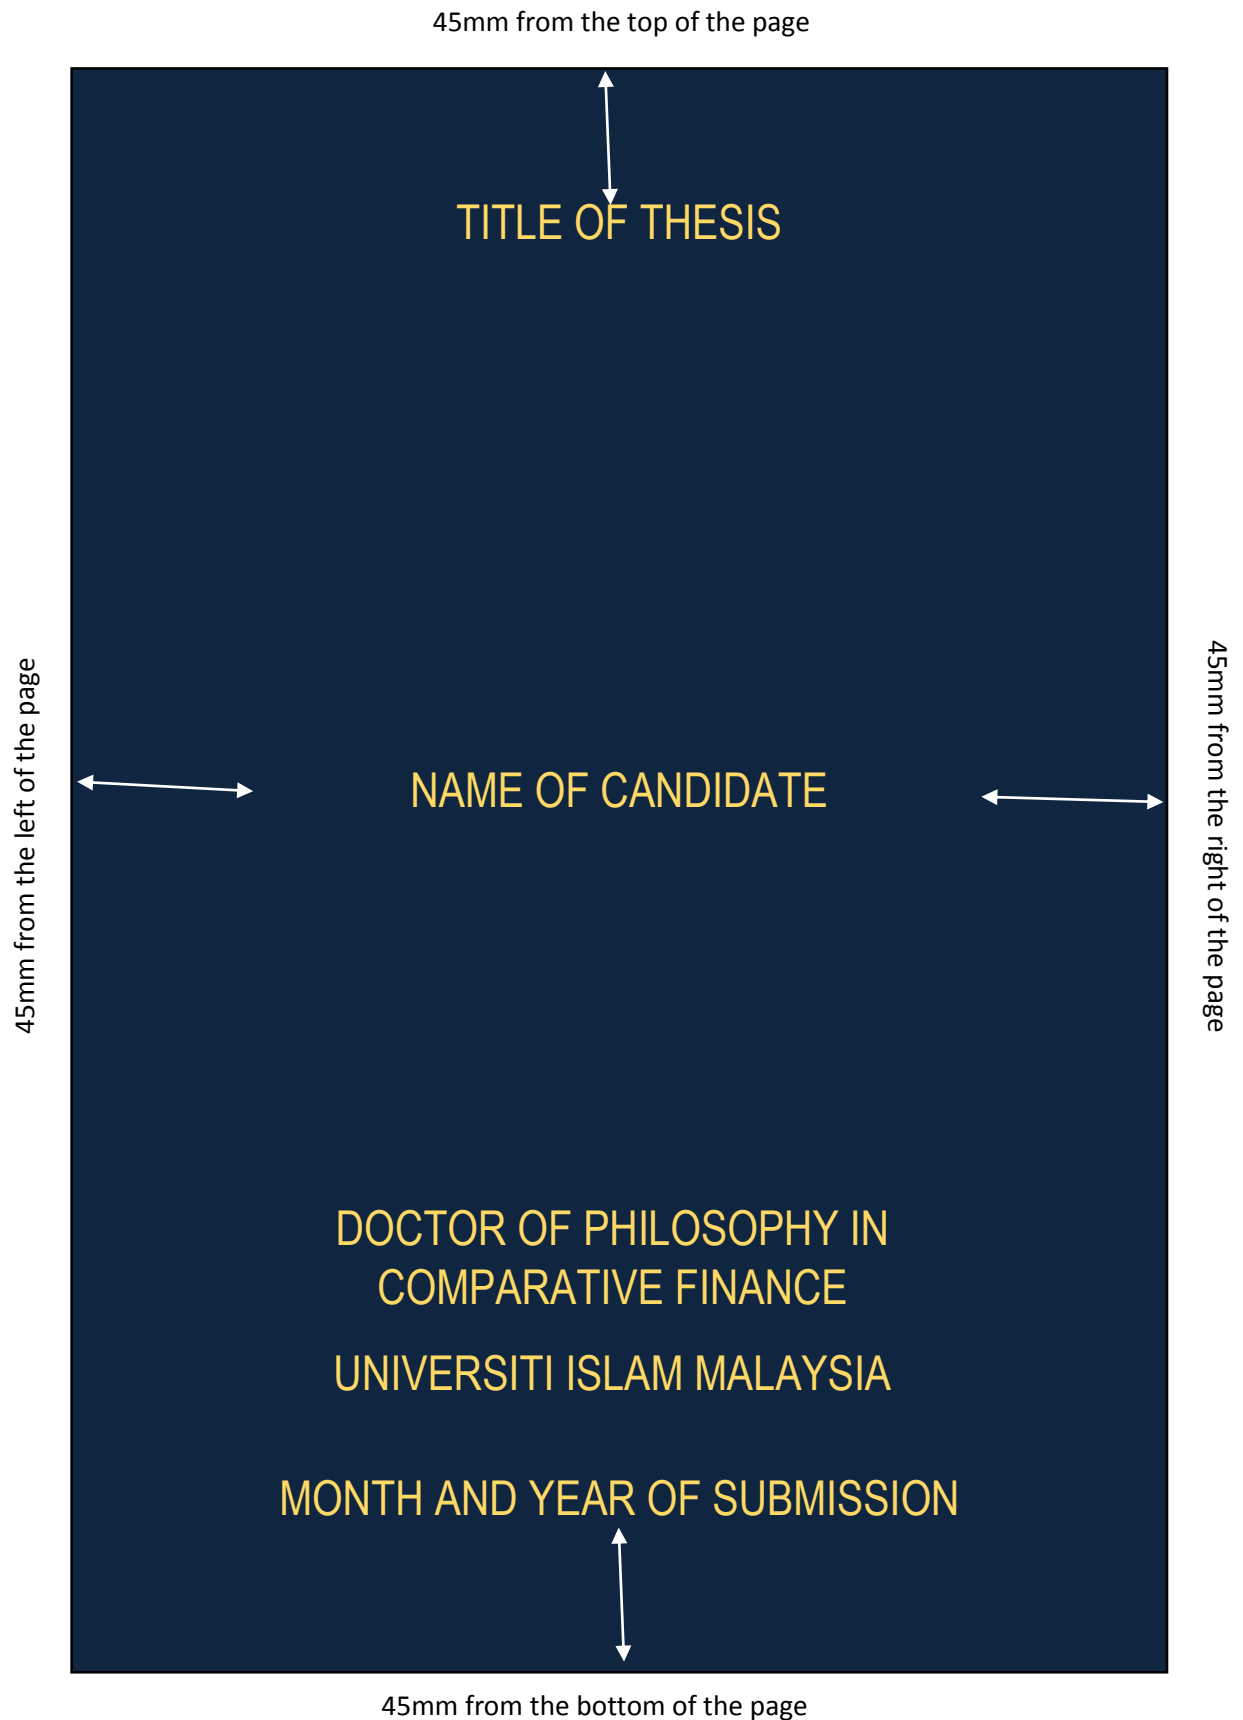 45mm from the top of the page
TITLE OF THESIS
45mm from the left of the page
NAME OF CANDIDATE
45mm from the right of the page
DOCTOR OF PHILOSOPHY IN
COMPARATIVE FINANCE
UNIVERSITI ISLAM MALAYSIA
MONTH AND YEAR OF SUBMISSION
45mm from the bottom of the page